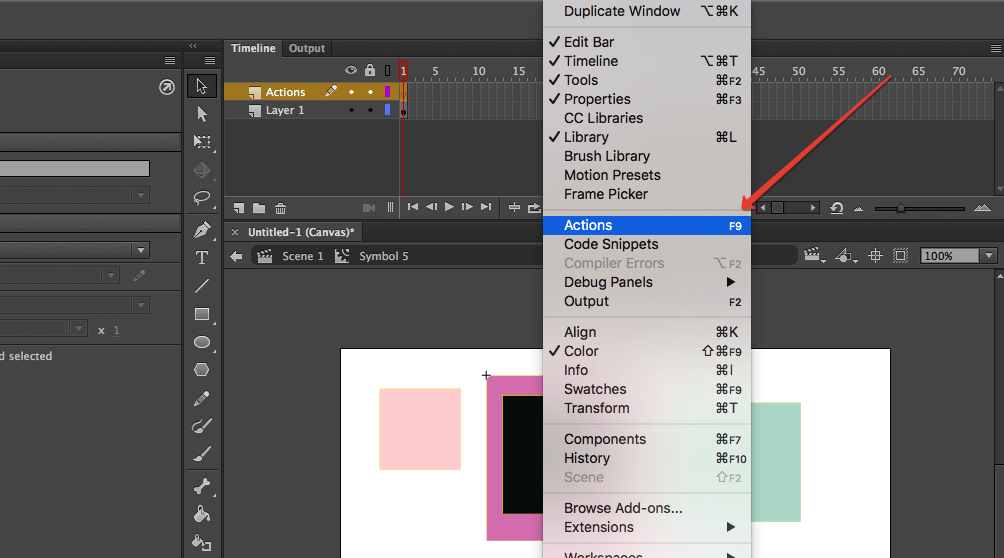 Duplicate Window ⌥⌘K
Timeline Output
✓ Edit Bar
✓ Timeline ⌥⌘T
✓ Tools ⌘F2
✓ Properties ⌘F3
CC Libraries
✓ Library ⌘L
Brush Library
Motion Presets
Frame Picker
1 5 10 15 45 50 55 60 65 70
Actions
Layer 1
Actions F9
Code Snippets
Compiler Errors ⌥F2
Debug Panels
Output F2
× Untitled-1 (Canvas)*
Scene 1 Symbol 5 100%
T
x 1
d selected
Align ⌘K
✓ Color ⇧⌘F9
Info ⌘I
Swatches ⌘F9
Transform ⌘T
Components ⌘F7
History ⌘F10
Scene ⇧F2
Browse Add-ons...
Extensions
Workspaces